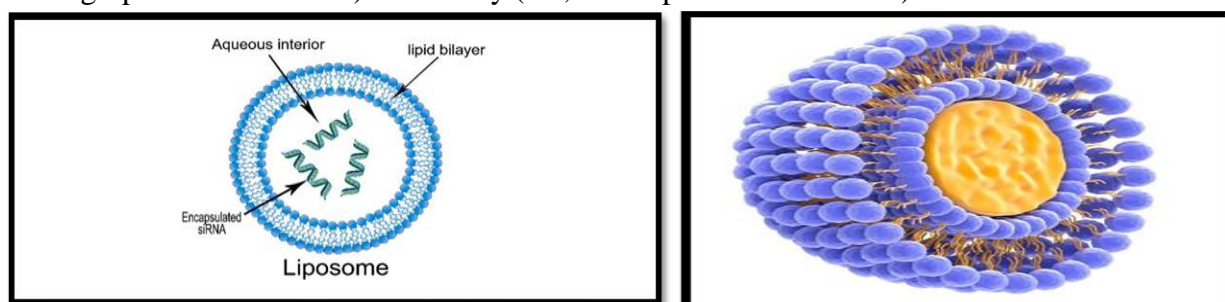 Aqueous interior
lipid bilayer
Encapsulated
siRNA
Liposome